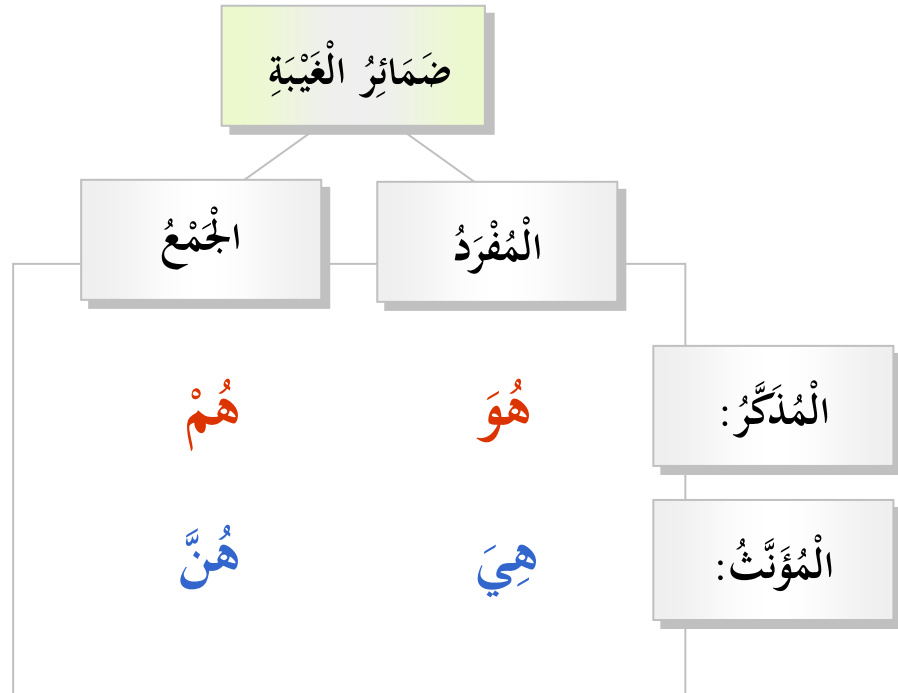 ضَمَائِرُ الْغَيْبَةِ
الْمُفْرَدُ
الْجَمْعُ
الْمُذَكَّرُ:
هُوَ
هُمْ
الْمُؤَنَّثُ:
هِيَ
هُنَّ